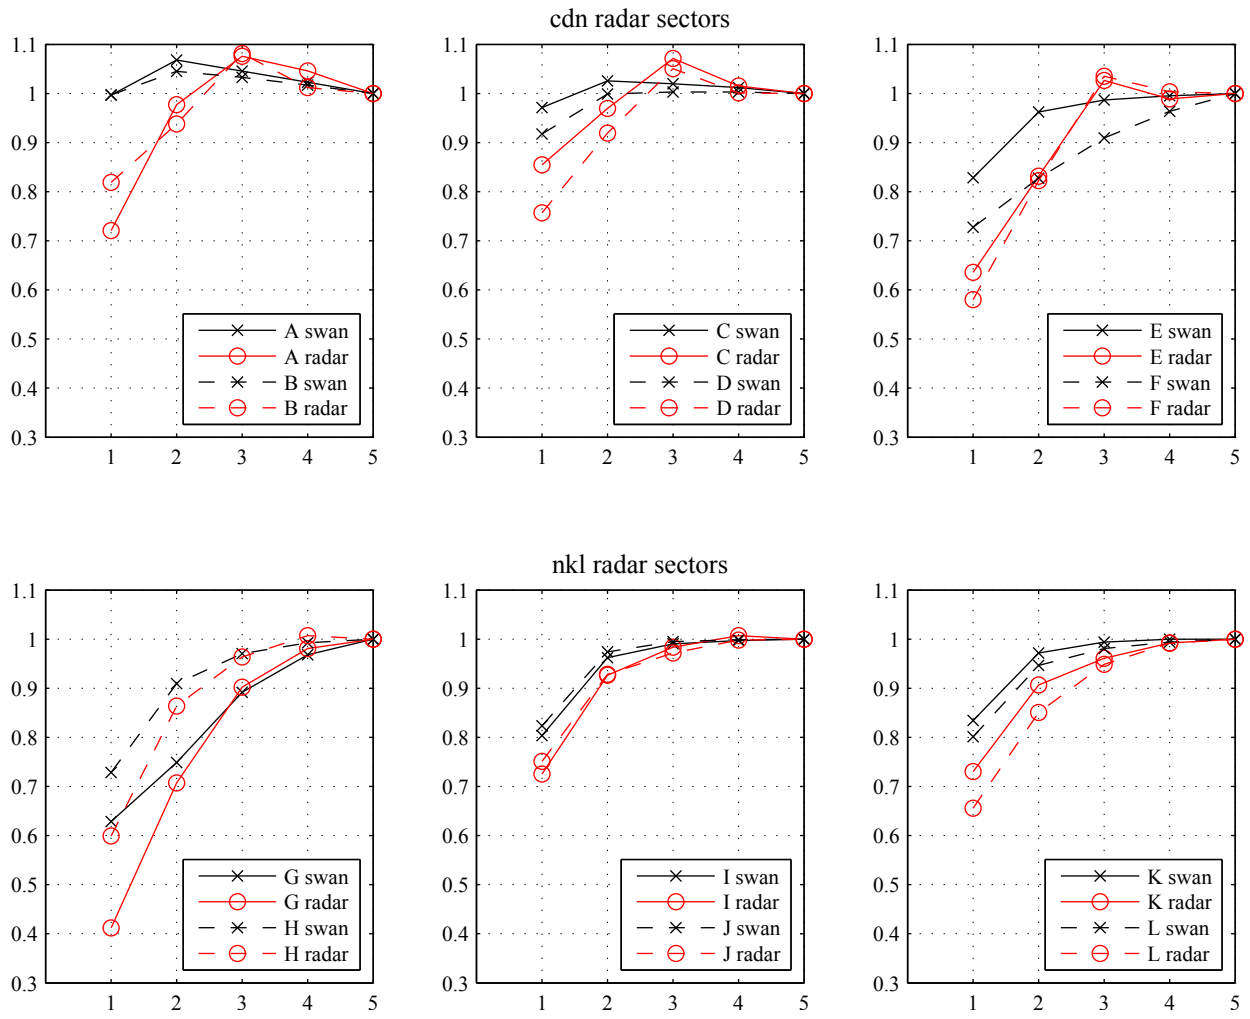 cdn radar sectors
1.1
1
0.9
0.8
0.7
0.6
0.5
0.4
0.3
1 2 3 4 5
A swan
A radar
B swan
B radar
1.1
1
0.9
0.8
0.7
0.6
0.5
0.4
0.3
1 2 3 4 5
C swan
C radar
D swan
D radar
1.1
1
0.9
0.8
0.7
0.6
0.5
0.4
0.3
1 2 3 4 5
E swan
E radar
F swan
F radar
nkl radar sectors
1.1
1
0.9
0.8
0.7
0.6
0.5
0.4
0.3
1 2 3 4 5
G swan
G radar
H swan
H radar
1.1
1
0.9
0.8
0.7
0.6
0.5
0.4
0.3
1 2 3 4 5
I swan
I radar
J swan
J radar
1.1
1
0.9
0.8
0.7
0.6
0.5
0.4
0.3
1 2 3 4 5
K swan
K radar
L swan
L radar